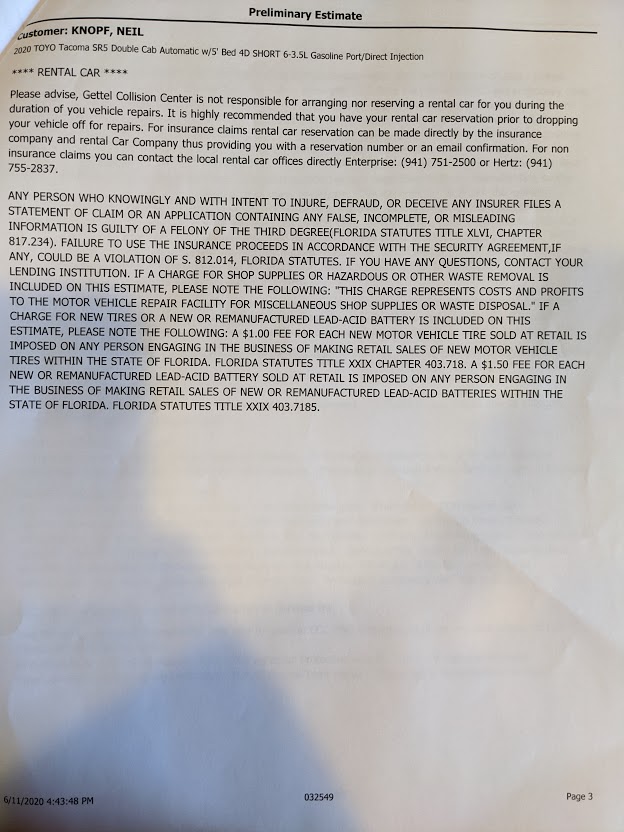 Preliminary Estimate
Customer: KNOPF, NEIL
2020 TOYO Tacoma SR5 Double Cab Automatic w/5' Bed 4D SHORT 6-3.5L Gasoline Port/Direct Injection
**** RENTAL CAR ****
Please advise, Gettel Collision Center is not responsible for arranging nor reserving a rental car for you during the
duration of you vehicle repairs. It is highly recommended that you have your rental car reservation prior to dropping
your vehicle off for repairs. For insurance claims rental car reservation can be made directly by the insurance
company and rental Car Company thus providing you with a reservation number or an email confirmation. For non
insurance claims you can contact the local rental car offices directly Enterprise: (941) 751-2500 or Hertz: (941)
755-2837.
ANY PERSON WHO KNOWINGLY AND WITH INTENT TO INJURE, DEFRAUD, OR DECEIVE ANY INSURER FILES A
STATEMENT OF CLAIM OR AN APPLICATION CONTAINING ANY FALSE, INCOMPLETE, OR MISLEADING
INFORMATION IS GUILTY OF A FELONY OF THE THIRD DEGREE(FLORIDA STATUTES TITLE XLVI, CHAPTER
817.234). FAILURE TO USE THE INSURANCE PROCEEDS IN ACCORDANCE WITH THE SECURITY AGREEMENT,IF
ANY, COULD BE A VIOLATION OF S. 812.014, FLORIDA STATUTES. IF YOU HAVE ANY QUESTIONS, CONTACT YOUR
LENDING INSTITUTION. IF A CHARGE FOR SHOP SUPPLIES OR HAZARDOUS OR OTHER WASTE REMOVAL IS
INCLUDED ON THIS ESTIMATE, PLEASE NOTE THE FOLLOWING: "THIS CHARGE REPRESENTS COSTS AND PROFITS
TO THE MOTOR VEHICLE REPAIR FACILITY FOR MISCELLANEOUS SHOP SUPPLIES OR WASTE DISPOSAL." IF A
CHARGE FOR NEW TIRES OR A NEW OR REMANUFACTURED LEAD-ACID BATTERY IS INCLUDED ON THIS
ESTIMATE, PLEASE NOTE THE FOLLOWING: A $1.00 FEE FOR EACH NEW MOTOR VEHICLE TIRE SOLD AT RETAIL IS
IMPOSED ON ANY PERSON ENGAGING IN THE BUSINESS OF MAKING RETAIL SALES OF NEW MOTOR VEHICLE
TIRES WITHIN THE STATE OF FLORIDA. FLORIDA STATUTES TITLE XXIX CHAPTER 403.718. A $1.50 FEE FOR EACH
NEW OR REMANUFACTURED LEAD-ACID BATTERY SOLD AT RETAIL IS IMPOSED ON ANY PERSON ENGAGING IN
THE BUSINESS OF MAKING RETAIL SALES OF NEW OR REMANUFACTURED LEAD-ACID BATTERIES WITHIN THE
STATE OF FLORIDA. FLORIDA STATUTES TITLE XXIX 403.7185.
6/11/2020 4:43:48 PM
032549
Page 3